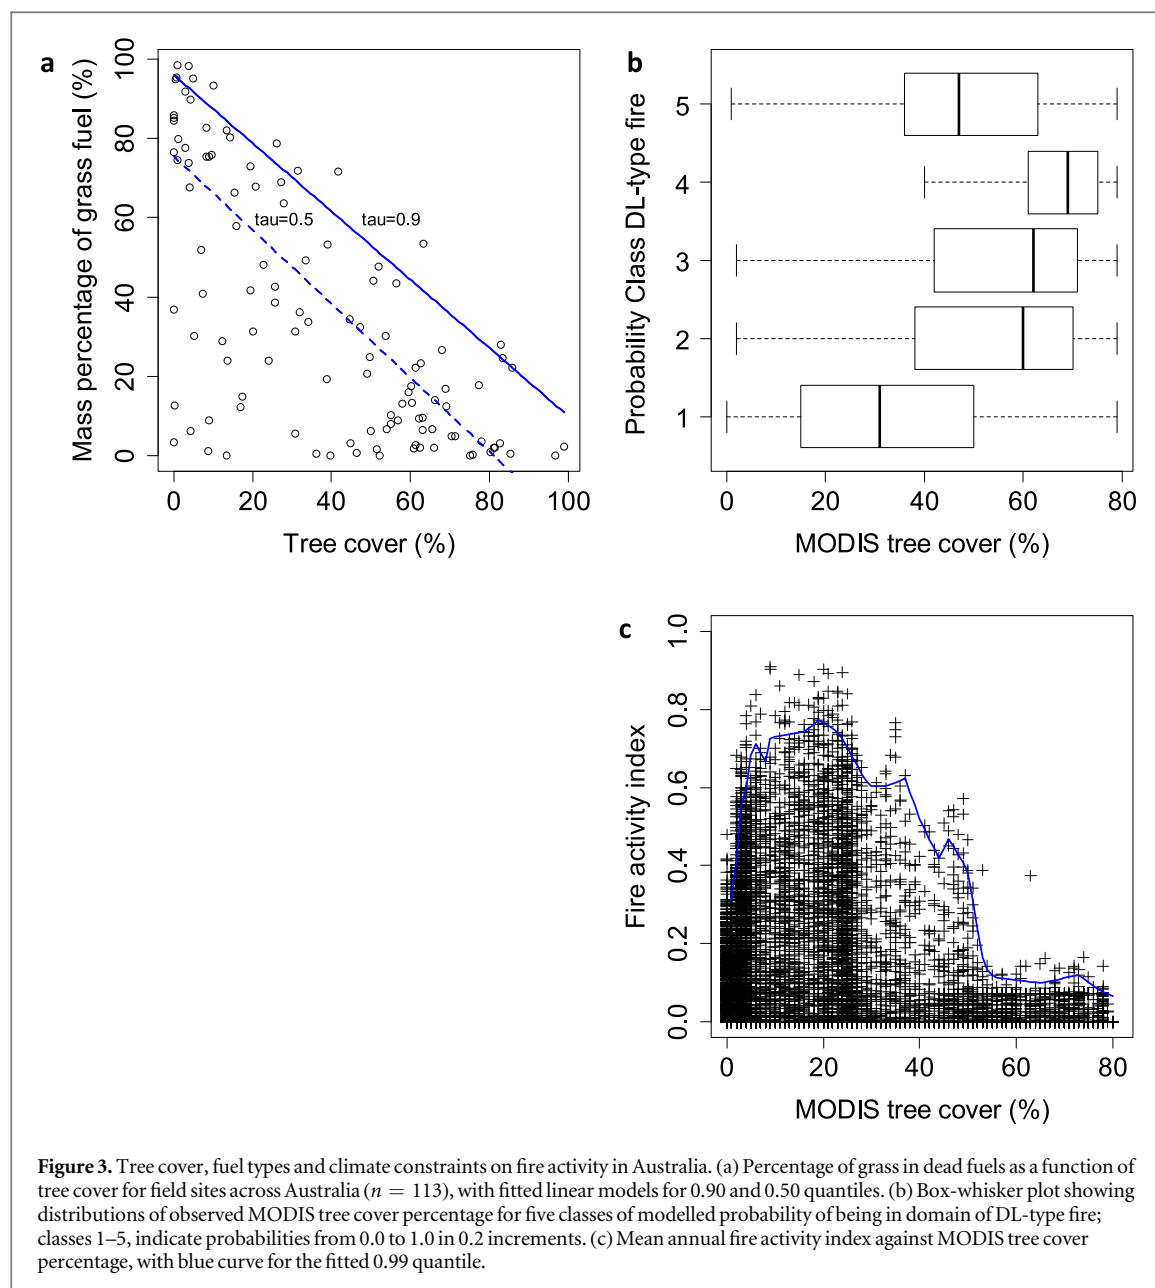 a
Mass percentage of grass fuel (%)
100
80
60
40
20
0
tau=0.5
tau=0.9
0 20 40 60 80 100
Tree cover (%)
b
Probability Class DL-type fire
5
4
3
2
1
0 20 40 60 80
MODIS tree cover (%)
c
Fire activity index
1.0
0.8
0.6
0.4
0.2
0.0
0 20 40 60 80
MODIS tree cover (%)
Figure 3. Tree cover, fuel types and climate constraints on fire activity in Australia. (a) Percentage of grass in dead fuels as a function of
tree cover for field sites across Australia (n = 113), with fitted linear models for 0.90 and 0.50 quantiles. (b) Box-whisker plot showing
distributions of observed MODIS tree cover percentage for five classes of modelled probability of being in domain of DL-type fire;
classes 1–5, indicate probabilities from 0.0 to 1.0 in 0.2 increments. (c) Mean annual fire activity index against MODIS tree cover
percentage, with blue curve for the fitted 0.99 quantile.